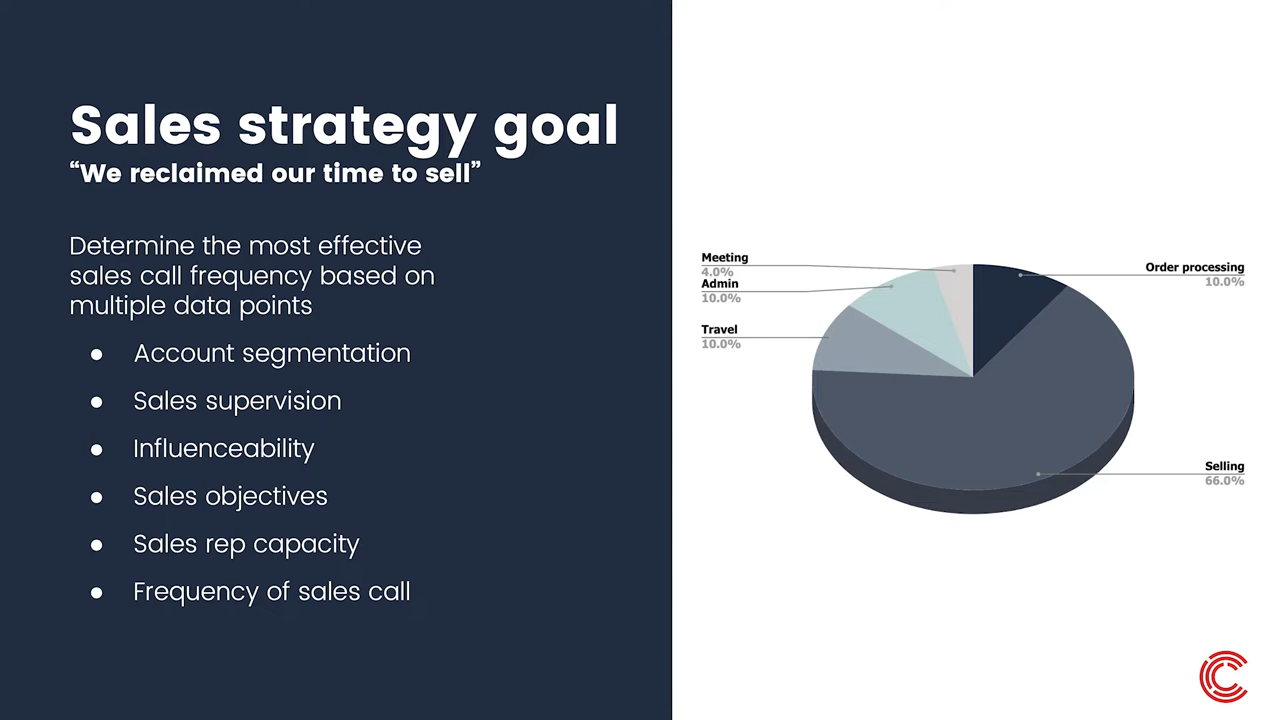 Sales strategy goal
“We reclaimed our time to sell”
Determine the most effective
sales call frequency based on
multiple data points
● Account segmentation
● Sales supervision
● Influenceability
● Sales objectives
● Sales rep capacity
● Frequency of sales call
Meeting
4.0%
Admin
10.0%
Travel
10.0%
Order processing
10.0%
Selling
66.0%